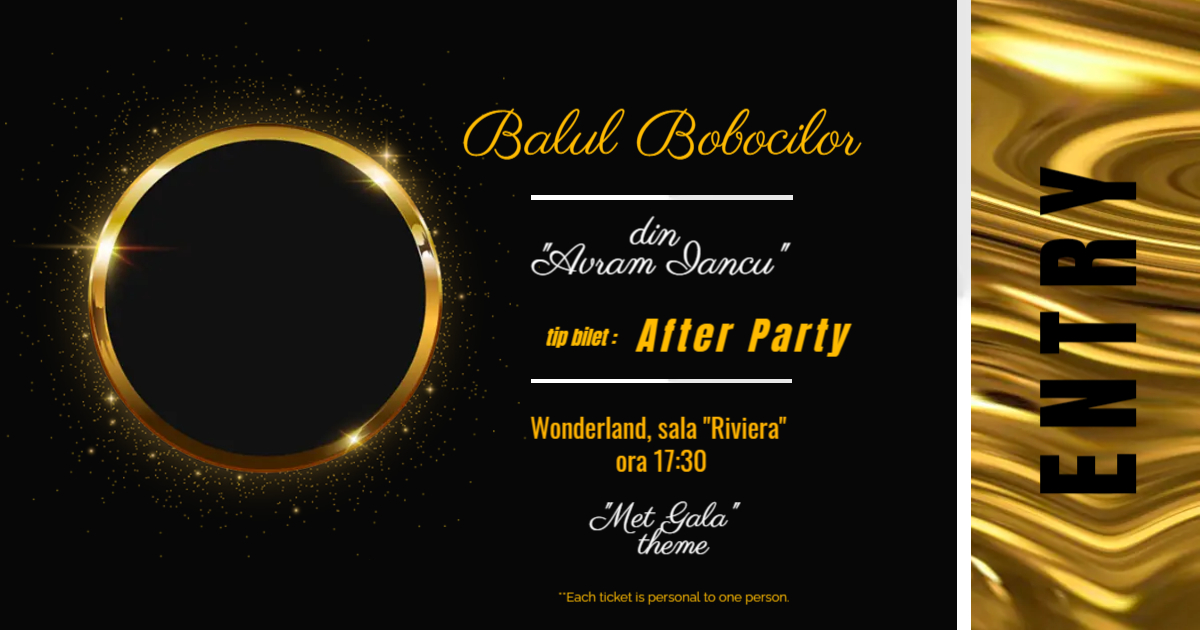 Balul Bobocilor
din
"Avram Iancu"
tip bilet : After Party
Wonderland, sala "Riviera"
ora 17:30
"Met Gala"
theme
**Each ticket is personal to one person.
ENTRY